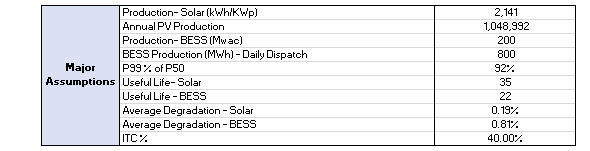 Production- Solar (kWh/KWp) 2,141
Annual PV Production 1,048,992
Production- BESS (Mwac) 200
BESS Production (MWh) - Daily Dispatch 800
Major Assumptions
P99 % of P50 92%
Useful Life- Solar 35
Useful Life - BESS 22
Average Degradation - Solar 0.19%
Average Degradation - BESS 0.81%
ITC % 40.00%